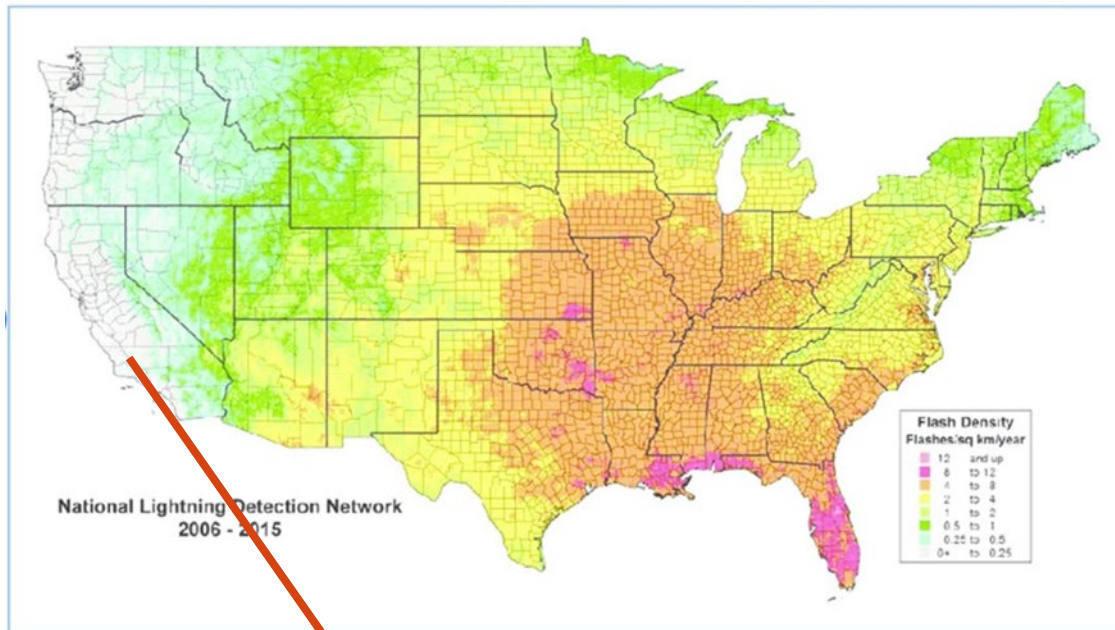 National Lightning Detection Network
2006 - 2015
Flash Density
Flashes/sq km/year
12 and up
8 to 12
4 to 8
2 to 4
1 to 2
0.5 to 1
0.25 to 0.5
0+ to 0.25